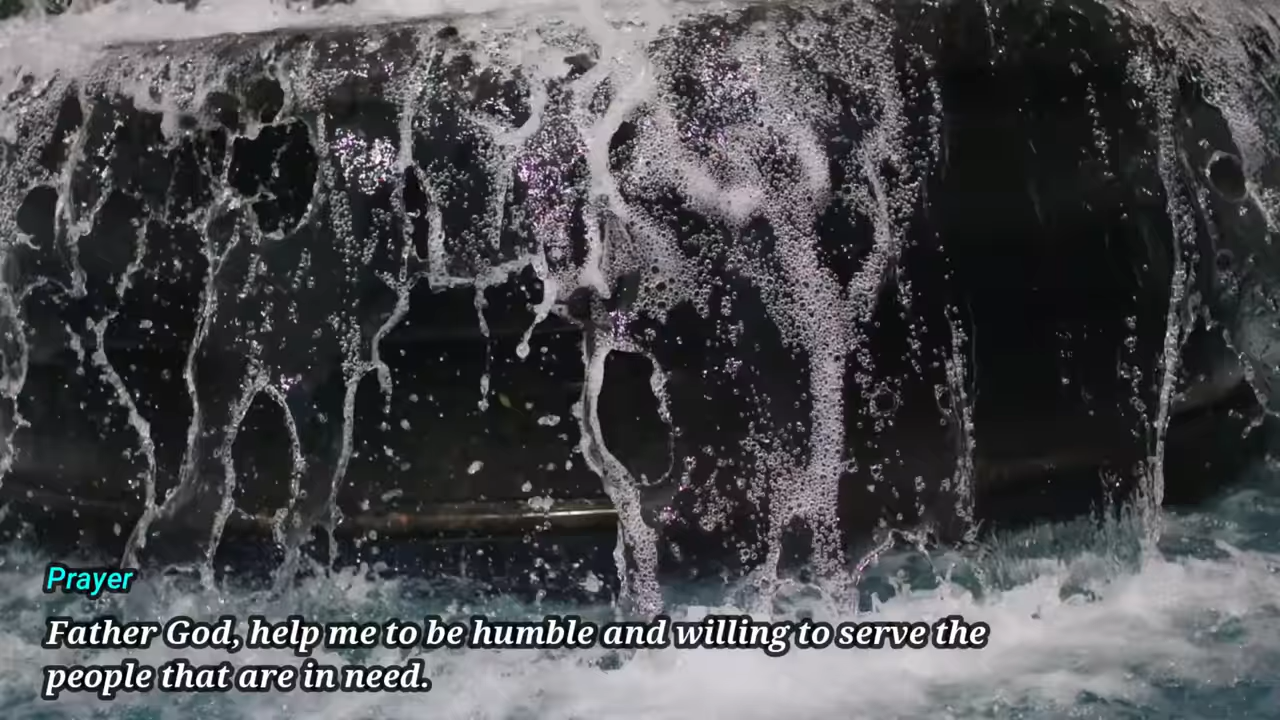 Prayer
Father God, help me to be humble and willing to serve the
people that are in need.